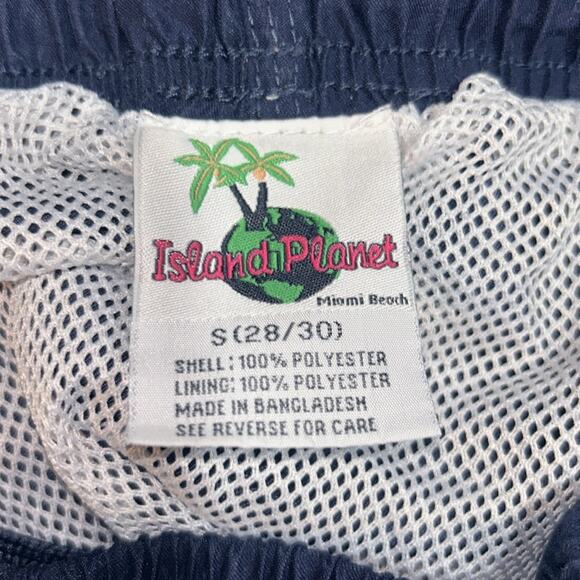 Island Planet
Miami Beach
S (28/30)
SHELL: 100% POLYESTER
LINING: 100% POLYESTER
MADE IN BANGLADESH
SEE REVERSE FOR CARE